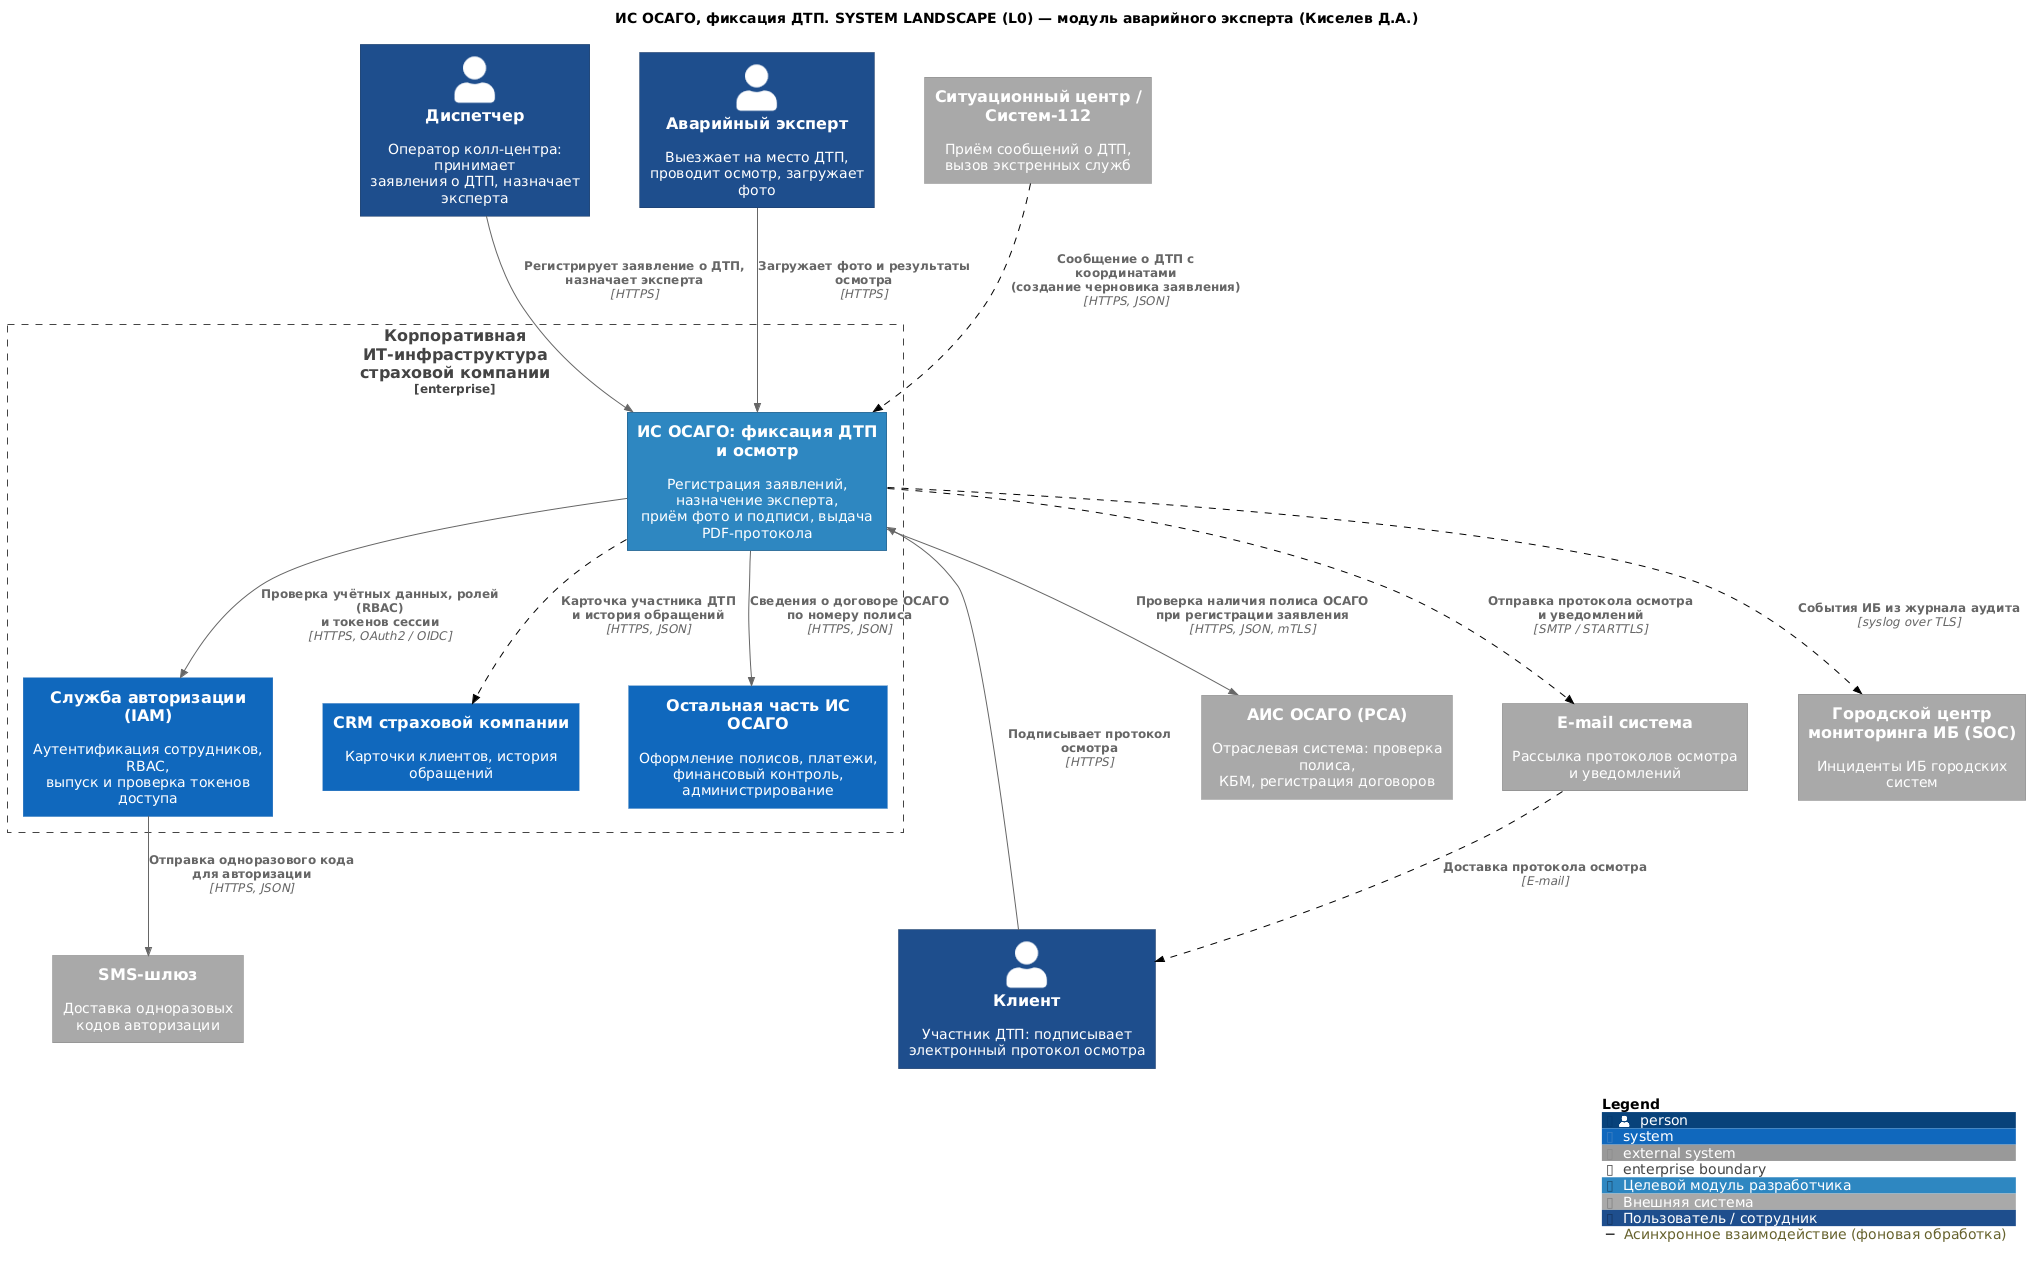 ИС ОСАГО, фиксация ДТП. SYSTEM LANDSCAPE (L0) — модуль аварийного эксперта (Киселев Д.А.)
Диспетчер
Оператор колл-центра:
принимает
заявления о ДТП, назначает
эксперта
Аварийный эксперт
Выезжает на место ДТП,
проводит осмотр, загружает
фото
Ситуационный центр /
Систем-112
Приём сообщений о ДТП,
вызов экстренных служб
Регистрирует заявление о ДТП,
назначает эксперта
[HTTPS]
Загружает фото и результаты
осмотра
[HTTPS]
Сообщение о ДТП с
координатами
(создание черновика заявления)
[HTTPS, JSON]
Корпоративная
ИТ-инфраструктура
страховой компании
[enterprise]
ИС ОСАГО: фиксация ДТП
и осмотр
Регистрация заявлений,
назначение эксперта,
приём фото и подписи, выдача
PDF-протокола
Проверка учётных данных, ролей
(RBAC)
и токенов сессии
[HTTPS, OAuth2 / OIDC]
Карточка участника ДТП
и история обращений
[HTTPS, JSON]
Сведения о договоре ОСАГО
по номеру полиса
[HTTPS, JSON]
Проверка наличия полиса ОСАГО
при регистрации заявления
[HTTPS, JSON, mTLS]
Отправка протокола осмотра
и уведомлений
[SMTP / STARTTLS]
События ИБ из журнала аудита
[syslog over TLS]
Служба авторизации
(IAM)
Аутентификация сотрудников,
RBAC,
выпуск и проверка токенов
доступа
CRM страховой компании
Карточки клиентов, история
обращений
Остальная часть ИС
ОСАГО
Оформление полисов, платежи,
финансовый контроль,
администрирование
Подписывает протокол
осмотра
[HTTPS]
АИС ОСАГО (РСА)
Отраслевая система: проверка
полиса,
КБМ, регистрация договоров
E-mail система
Рассылка протоколов осмотра
и уведомлений
Городской центр
мониторинга ИБ (SOC)
Инциденты ИБ городских
систем
Отправка одноразового кода
для авторизации
[HTTPS, JSON]
Доставка протокола осмотра
[E-mail]
SMS-шлюз
Доставка одноразовых
кодов авторизации
Клиент
Участник ДТП: подписывает
электронный протокол осмотра
Legend
person
system
external system
enterprise boundary
Целевой модуль разработчика
Внешняя система
Пользователь / сотрудник
Асинхронное взаимодействие (фоновая обработка)